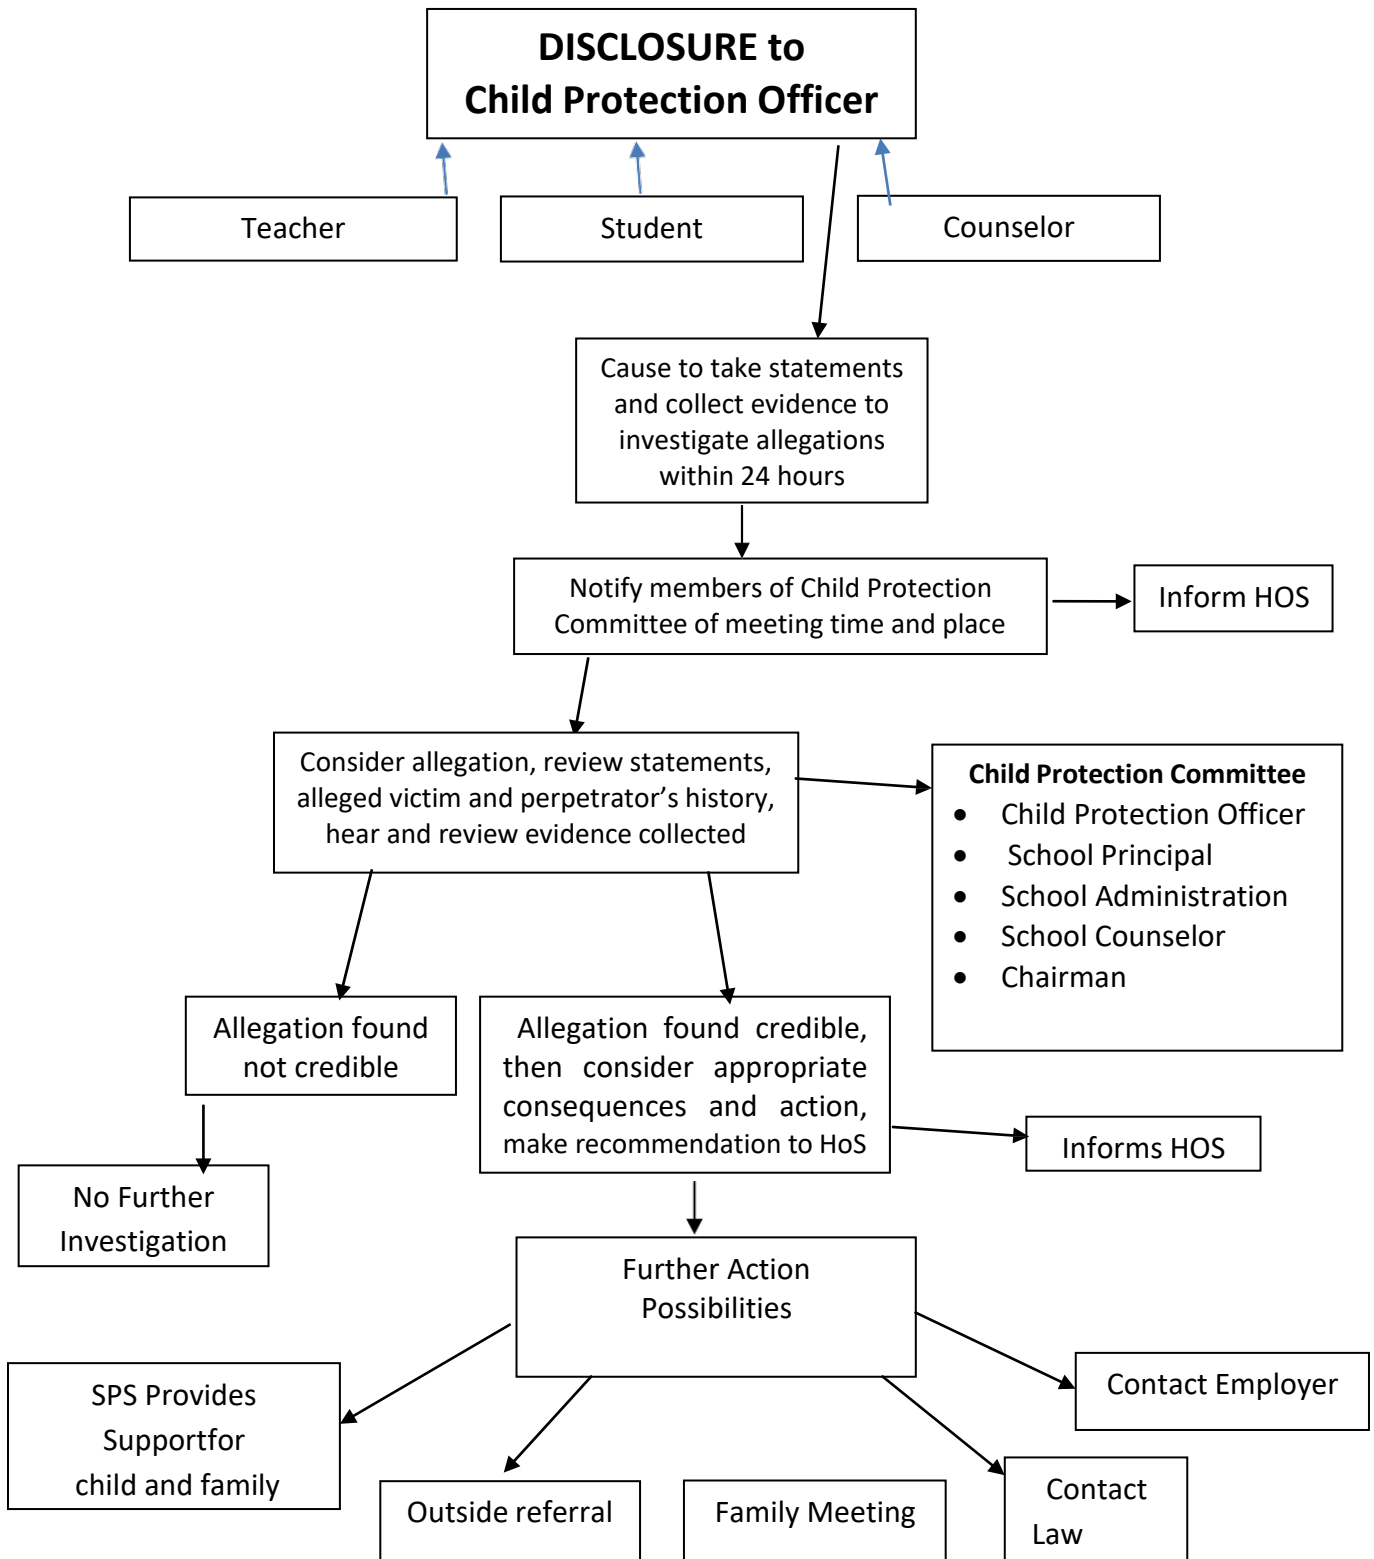 DISCLOSURE to
Child Protection Officer
Teacher
Student
Counselor
Cause to take statements
and collect evidence to
investigate allegations
within 24 hours
Notify members of Child Protection
Committee of meeting time and place
Inform HOS
Consider allegation, review statements,
alleged victim and perpetrator’s history,
hear and review evidence collected
Child Protection Committee
• Child Protection Officer
• School Principal
• School Administration
• School Counselor
• Chairman
Allegation found
not credible
Allegation found credible,
then consider appropriate
consequences and action,
make recommendation to HoS
Informs HOS
No Further
Investigation
Further Action
Possibilities
SPS Provides
Supportfor
child and family
Contact Employer
Outside referral
Family Meeting
Contact
Law